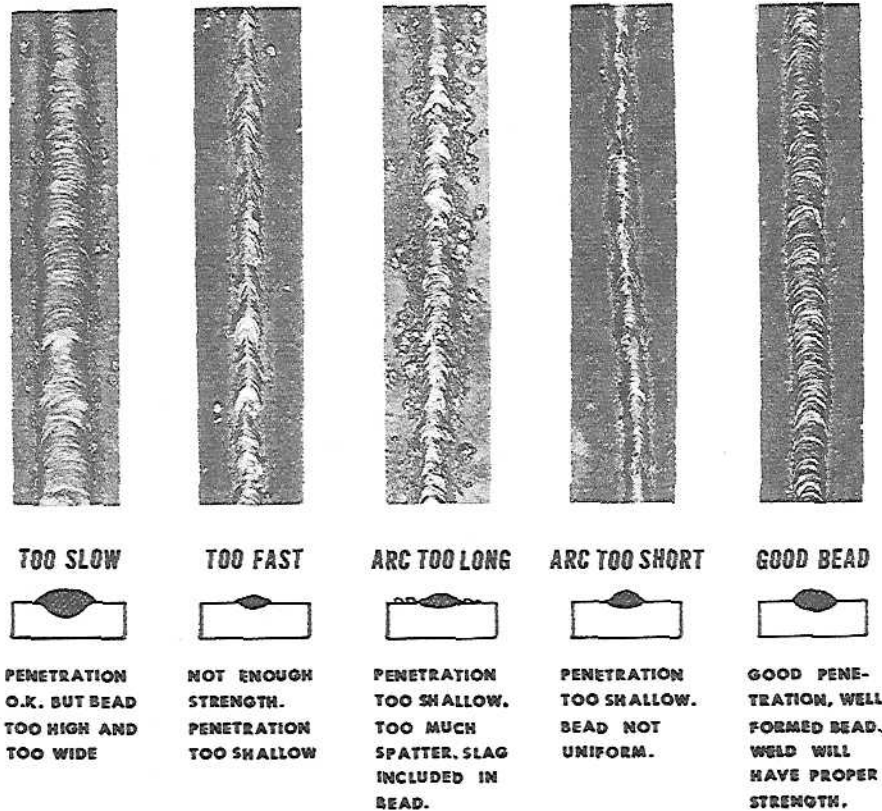 TOO SLOW
PENETRATION
O.K. BUT BEAD
TOO HIGH AND
TOO WIDE
TOO FAST
NOT ENOUGH
STRENGTH.
PENETRATION
TOO SHALLOW
ARC TOO LONG
PENETRATION
TOO SHALLOW.
TOO MUCH
SPATTER. SLAG
INCLUDED IN
BEAD.
ARC TOO SHORT
PENETRATION
TOO SHALLOW.
BEAD NOT
UNIFORM.
GOOD BEAD
GOOD PENE-
TRATION, WELL
FORMED BEAD.
WELD WILL
HAVE PROPER
STRENGTH.